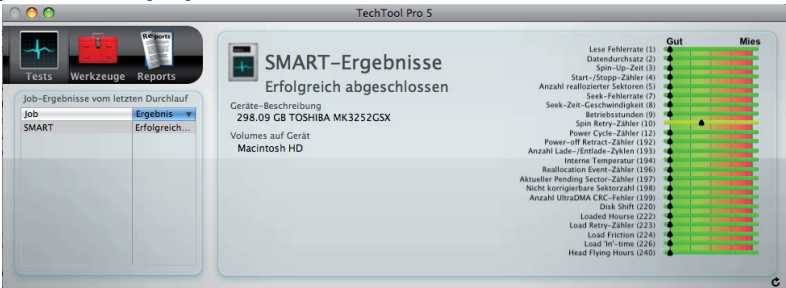 TechTool Pro 5
Reports
Tests Werkzeuge Reports
Job-Ergebnisse vom letzten Durchlauf
Job Ergebnis
SMART Erfolgreich...
SMART-Ergebnisse
Erfolgreich abgeschlossen
Geräte-Beschreibung
298.09 GB TOSHIBA MK3252GSX
Volumes auf Gerät
Macintosh HD
Gut Mies
Lese Fehlerrate (1)
Datendurchsatz (2)
Spin-Up-Zeit (3)
Start-/Stopp-Zähler (4)
Anzahl reallozierter Sektoren (5)
Seek-Fehlerrate (7)
Seek-Zeit-Geschwindigkeit (8)
Betriebsstunden (9)
Spin Retry-Zähler (10)
Power Cycle-Zähler (12)
Power-off Retract-Zähler (192)
Anzahl Lade-/Entlade-Zyklen (193)
Interne Temperatur (194)
Reallocation Event-Zähler (196)
Aktueller Pending Sector-Zähler (197)
Nicht korrigierbare Sektorzahl (198)
Anzahl UltraDMA CRC-Fehler (199)
Disk Shift (220)
Loaded Hourse (222)
Load Retry-Zähler (223)
Load Friction (224)
Load 'In'-time (226)
Head Flying Hours (240)